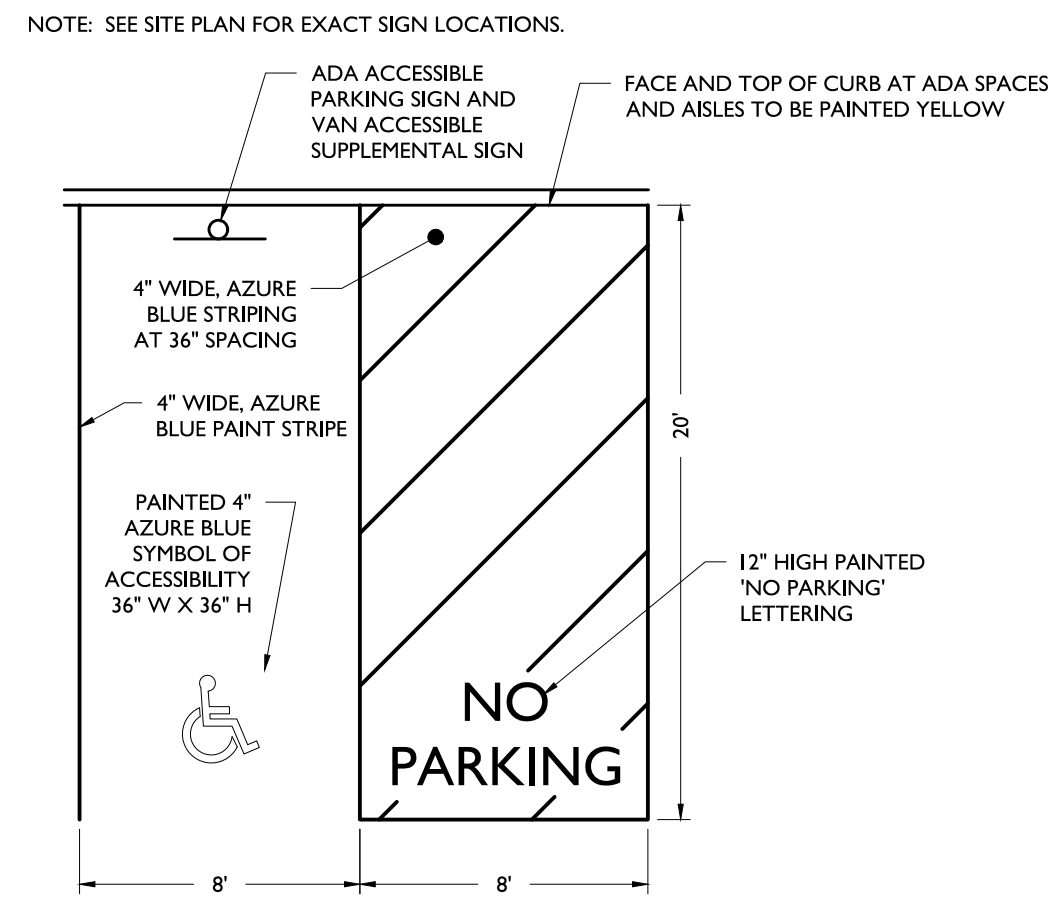 NOTE: SEE SITE PLAN FOR EXACT SIGN LOCATIONS.
ADA ACCESSIBLE
PARKING SIGN AND
VAN ACCESSIBLE
SUPPLEMENTAL SIGN
FACE AND TOP OF CURB AT ADA SPACES
AND AISLES TO BE PAINTED YELLOW
4" WIDE, AZURE
BLUE STRIPING
AT 36" SPACING
4" WIDE, AZURE
BLUE PAINT STRIPE
20'
PAINTED 4"
AZURE BLUE
SYMBOL OF
ACCESSIBILITY
36" W X 36" H
12" HIGH PAINTED
'NO PARKING'
LETTERING
NO
PARKING
8'
8'